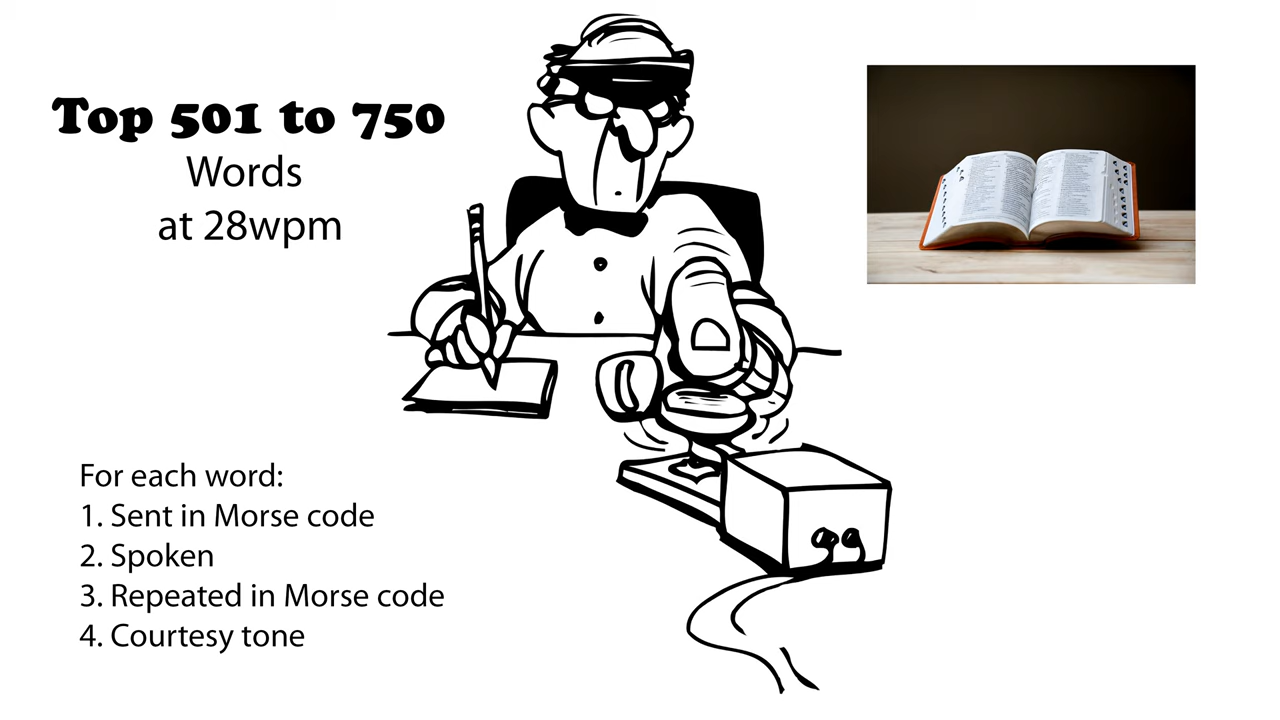 Top 501 to 750
Words
at 28wpm
For each word:
1. Sent in Morse code
2. Spoken
3. Repeated in Morse code
4. Courtesy tone